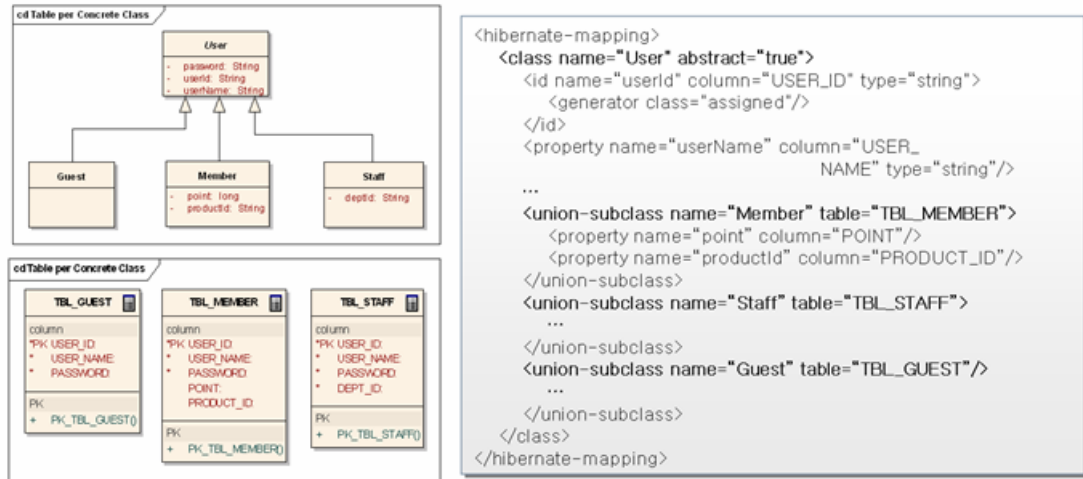 cd Table per Concrete Class
User
- password: String
- userId: String
- userName: String
Guest
Member
- point: long
- productId: String
Staff
- deptId: String
cd Table per Concrete Class
TBL_GUEST
column
*PK USER_ID:
* USER_NAME:
* PASSWORD:
PK
+ PK_TBL_GUEST()
TBL_MEMBER
column
*PK USER_ID:
* USER_NAME:
* PASSWORD:
POINT:
PRODUCT_ID:
PK
+ PK_TBL_MEMBER()
TBL_STAFF
column
*PK USER_ID:
* USER_NAME:
* PASSWORD:
* DEPT_ID:
PK
+ PK_TBL_STAFF()
<hibernate-mapping>
<class name="User" abstract="true">
<id name="userId" column="USER_ID" type="string">
<generator class="assigned"/>
</id>
<property name="userName" column="USER_
NAME" type="string"/>
...
<union-subclass name="Member" table="TBL_MEMBER">
<property name="point" column="POINT"/>
<property name="productId" column="PRODUCT_ID"/>
</union-subclass>
<union-subclass name="Staff" table="TBL_STAFF">
...
</union-subclass>
<union-subclass name="Guest" table="TBL_GUEST"/>
...
</union-subclass>
</class>
</hibernate-mapping>